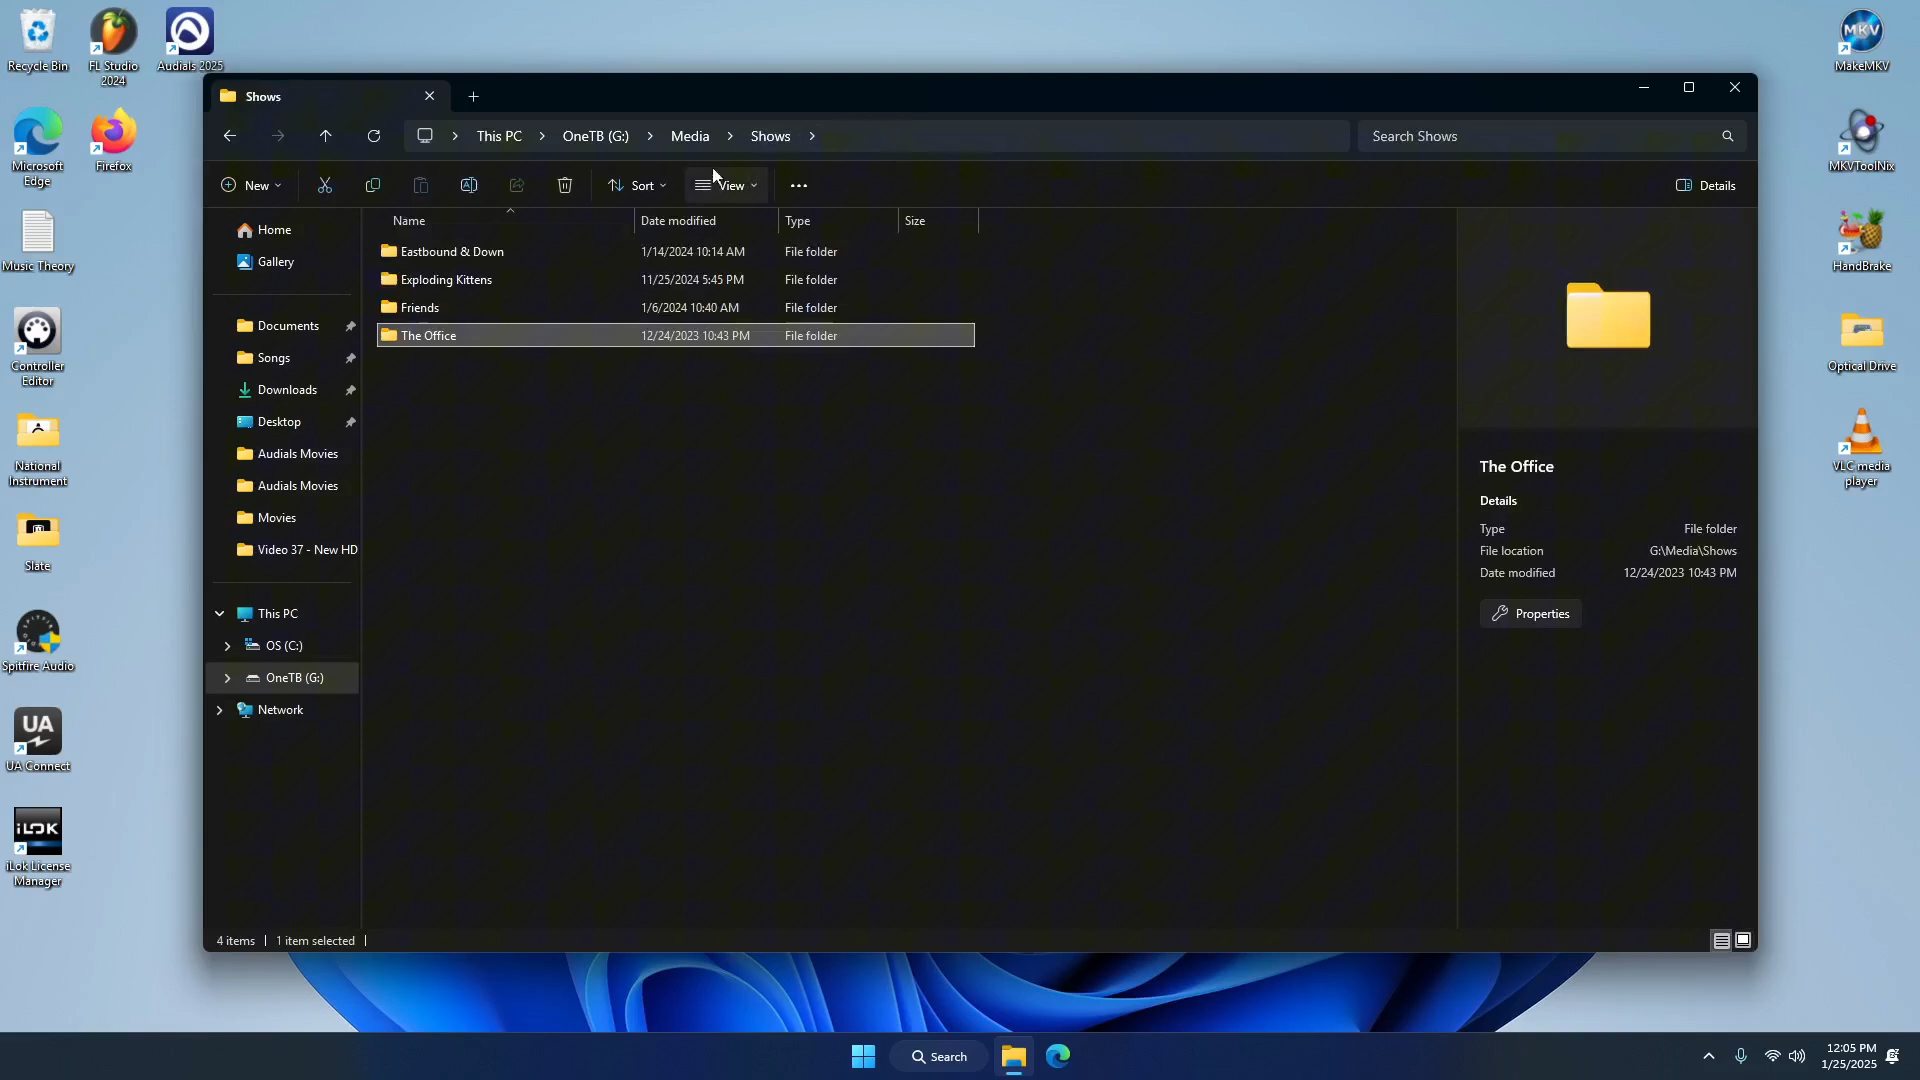 Recycle Bin
FL Studio
2024
Audials 2025
Microsoft
Edge
Firefox
Music Theory
Controller
Editor
National
Instrument
Slate
Spitfire Audio
UA
UA Connect
iLOK
iLok License
Manager
Shows
This PC
OneTB (G:)
Media
Shows
Search Shows
New
Sort
View
Details
Home
Gallery
Documents
Songs
Downloads
Desktop
Audials Movies
Audials Movies
Movies
Video 37 - New HD
This PC
OS (C:)
OneTB (G:)
Network
Name
Date modified
Type
Size
Eastbound & Down
1/14/2024 10:14 AM
File folder
Exploding Kittens
11/25/2024 5:45 PM
File folder
Friends
1/6/2024 10:40 AM
File folder
The Office
12/24/2023 10:43 PM
File folder
The Office
Details
Type
File folder
File location
G:\Media\Shows
Date modified
12/24/2023 10:43 PM
Properties
4 items
1 item selected
MKV
MakeMKV
MKVToolNix
HandBrake
Optical Drive
VLC media
player
Search
12:05 PM
1/25/2025